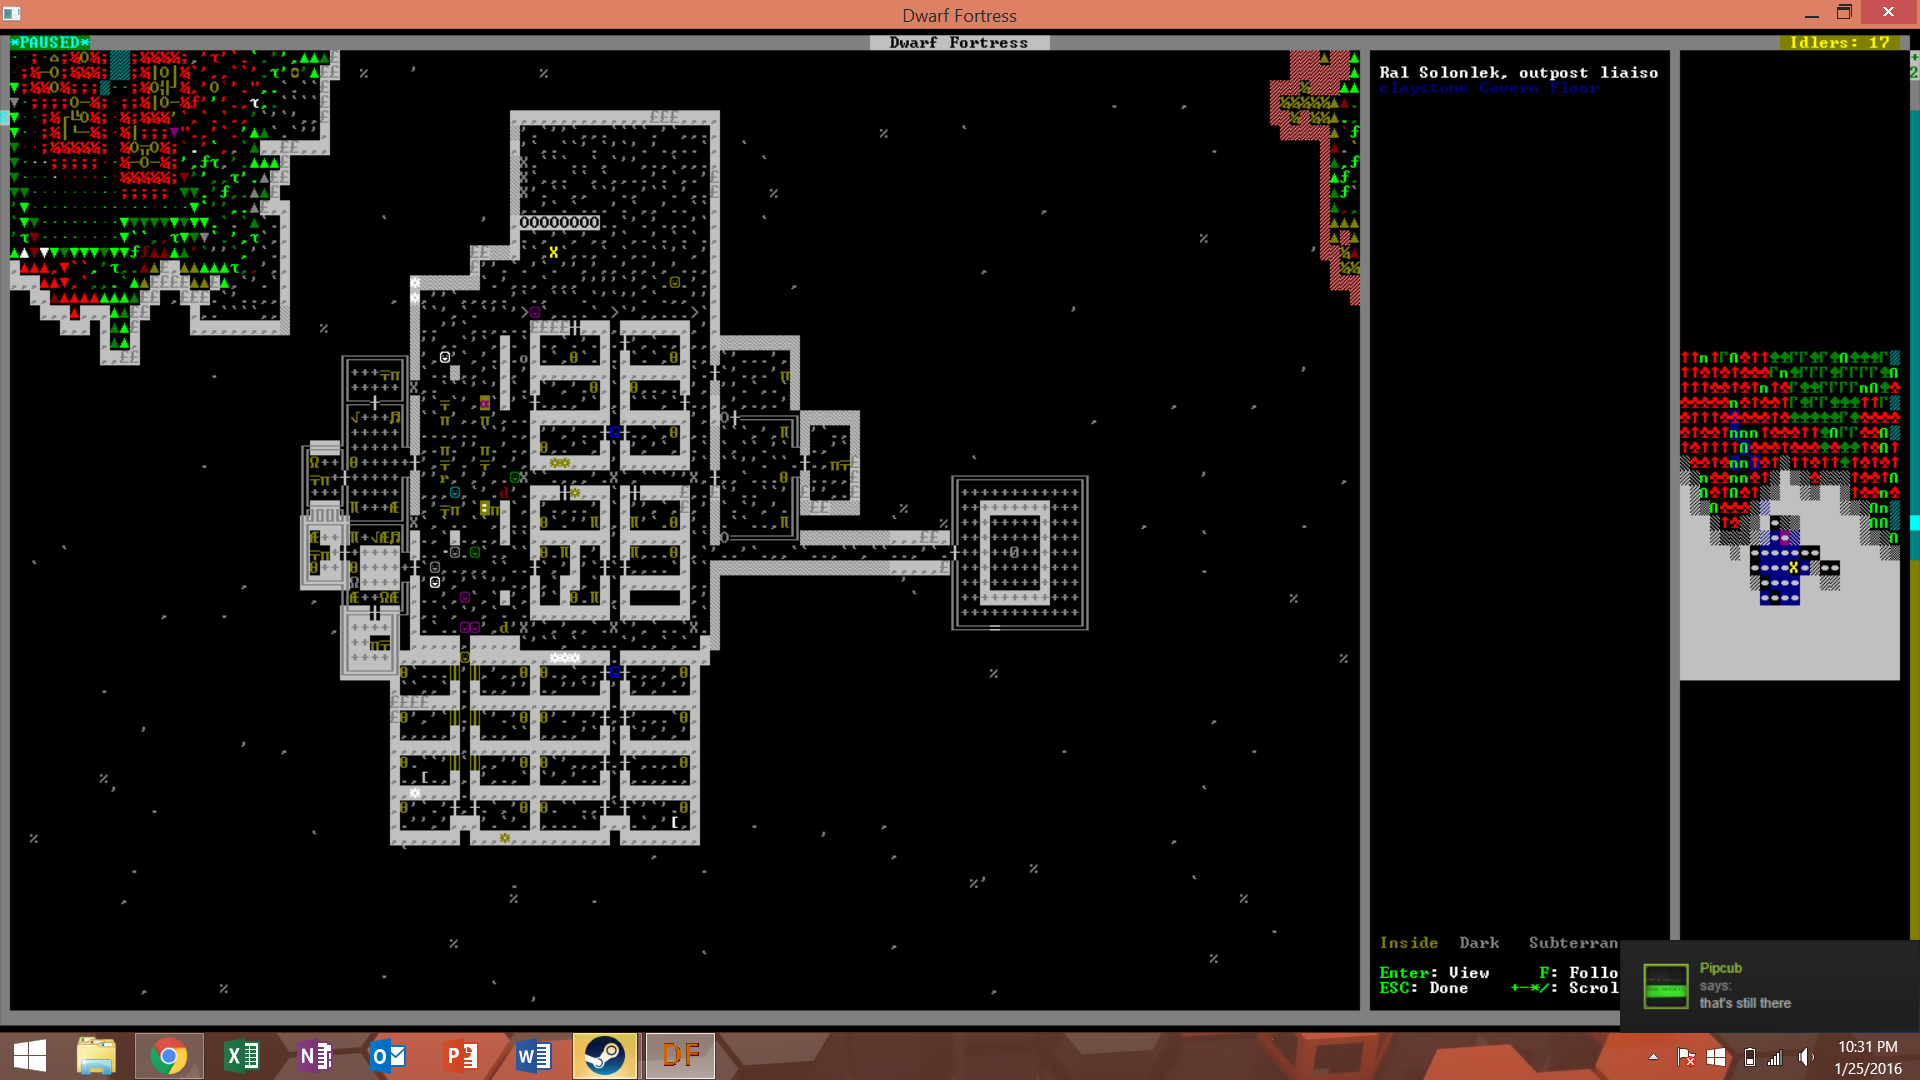 Dwarf Fortress
*PAUSED*
Dwarf Fortress
Idlers: 17
Ral Solonlek, outpost liaiso
claystone Cavern Floor
Inside Dark Subterran
Enter: View F: Follo
ESC: Done +-*/: Scrol
Pipcub
says:
that's still there
DF
10:31 PM
1/25/2016